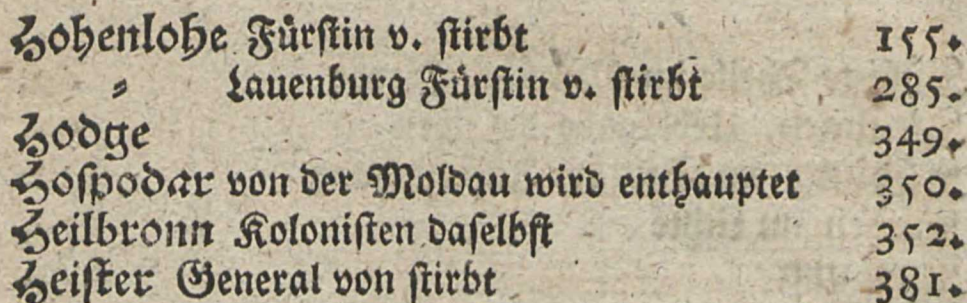 Hohenlohe Fürſtin v. ſtirbt 155.
⸗ Lauenburg Fürſtin v. ſtirbt 285.
Hodge 349.
Hoſpodar von der Moldau wird enthauptet 350.
Heilbronn Koloniſten daſelbſt 352.
Heiſter General von ſtirbt 381.